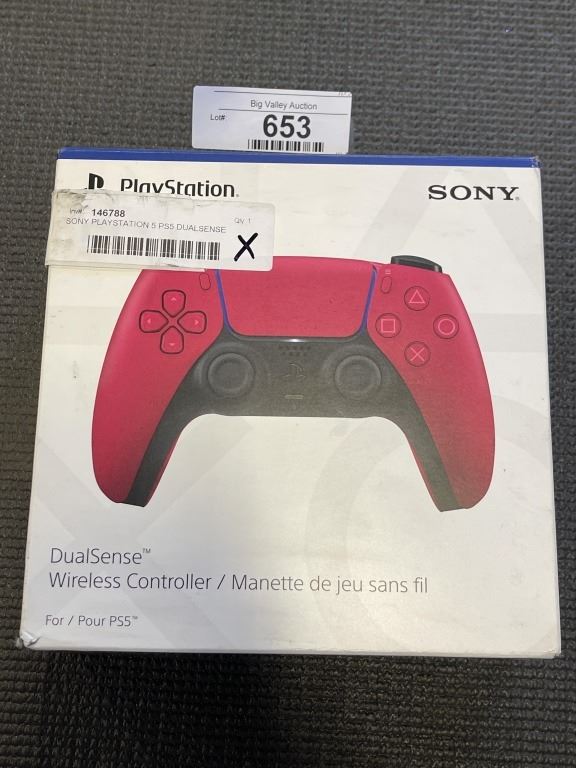 Big Valley Auction
Lot# 653
PlayStation®
SONY®
Inv#: 146788 Qty: 1
SONY PLAYSTATION 5 PS5 DUALSENSE
X
DualSense™
Wireless Controller / Manette de jeu sans fil
For / Pour PS5™